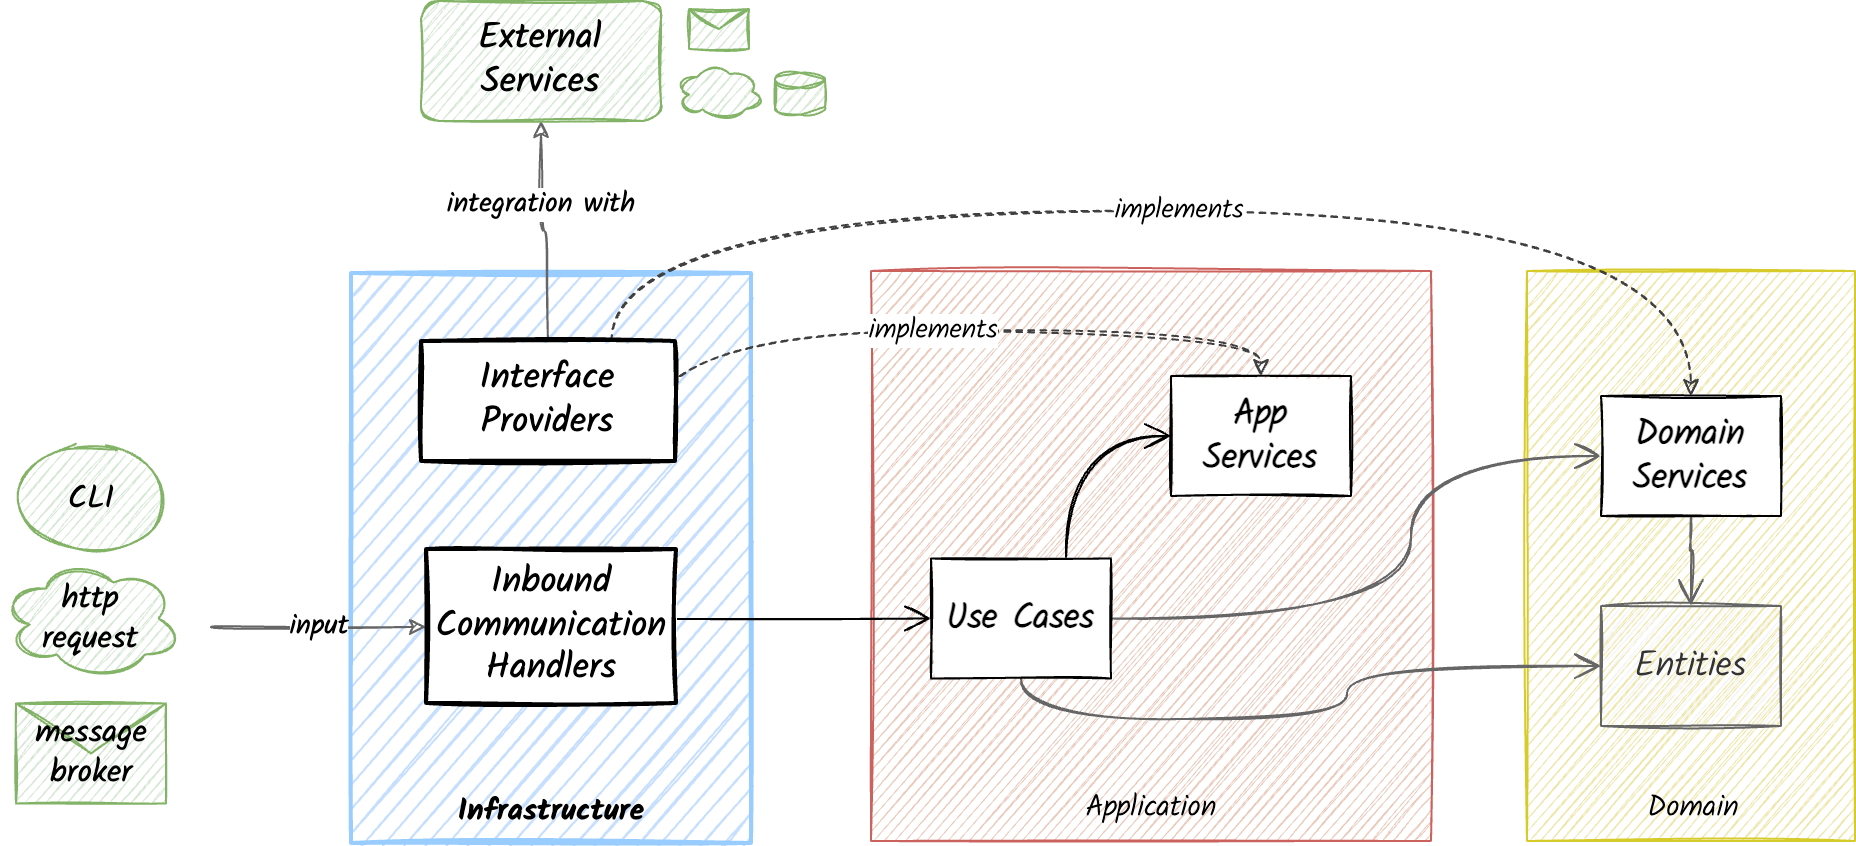 External
Services
integration with
implements
implements
Interface
Providers
App
Services
Domain
Services
CLI
http
request
input
Inbound
Communication
Handlers
Use Cases
Entities
message
broker
Infrastructure
Application
Domain